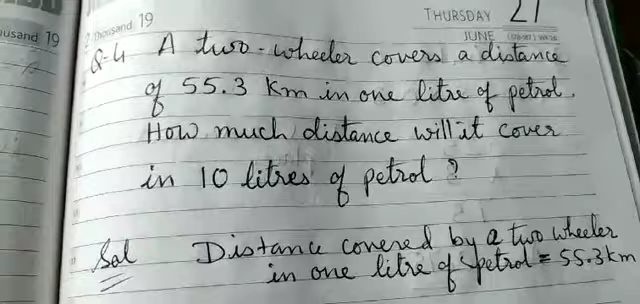 usand 19
thousand 19
THURSDAY 21
JUNE
Q-4 A two-wheeler covers a distance
of 55.3 Km in one litre of petrol.
How much distance will it cover
in 10 litres of petrol ?
Sol Distance covered by a two wheeler
in one litre of petrol = 55.3 km